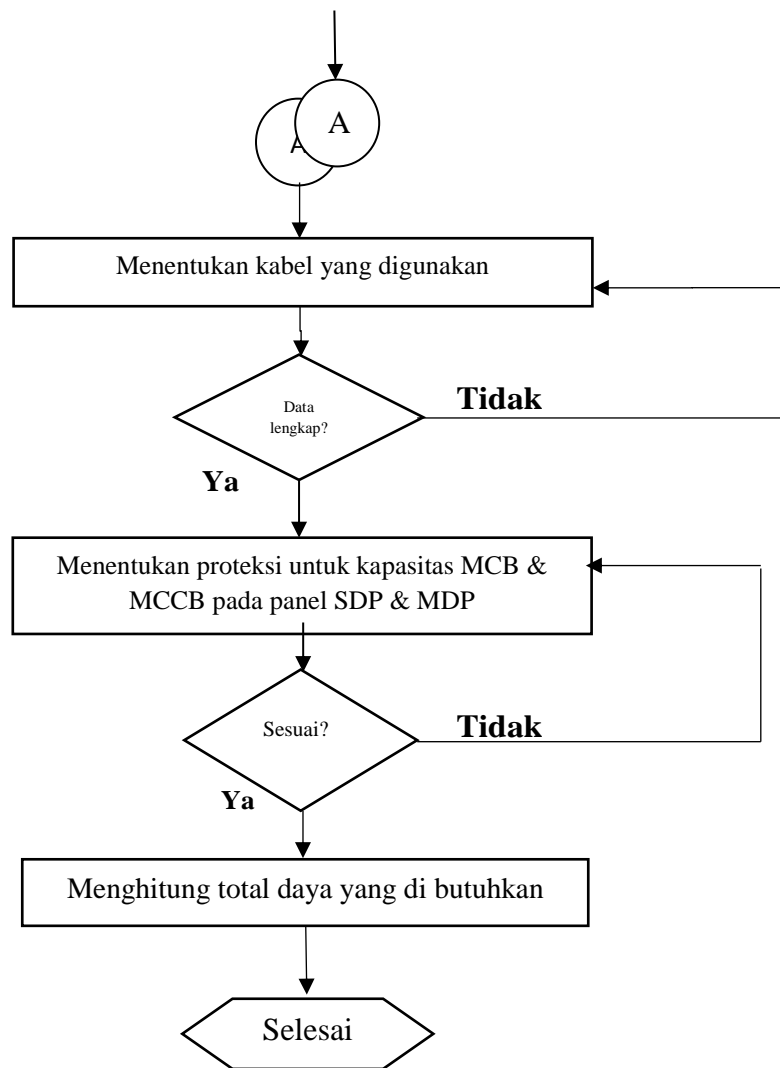 A
A
Menentukan kabel yang digunakan
Data
lengkap?
Tidak
Ya
Menentukan proteksi untuk kapasitas MCB &
MCCB pada panel SDP & MDP
Sesuai?
Tidak
Ya
Menghitung total daya yang di butuhkan
Selesai